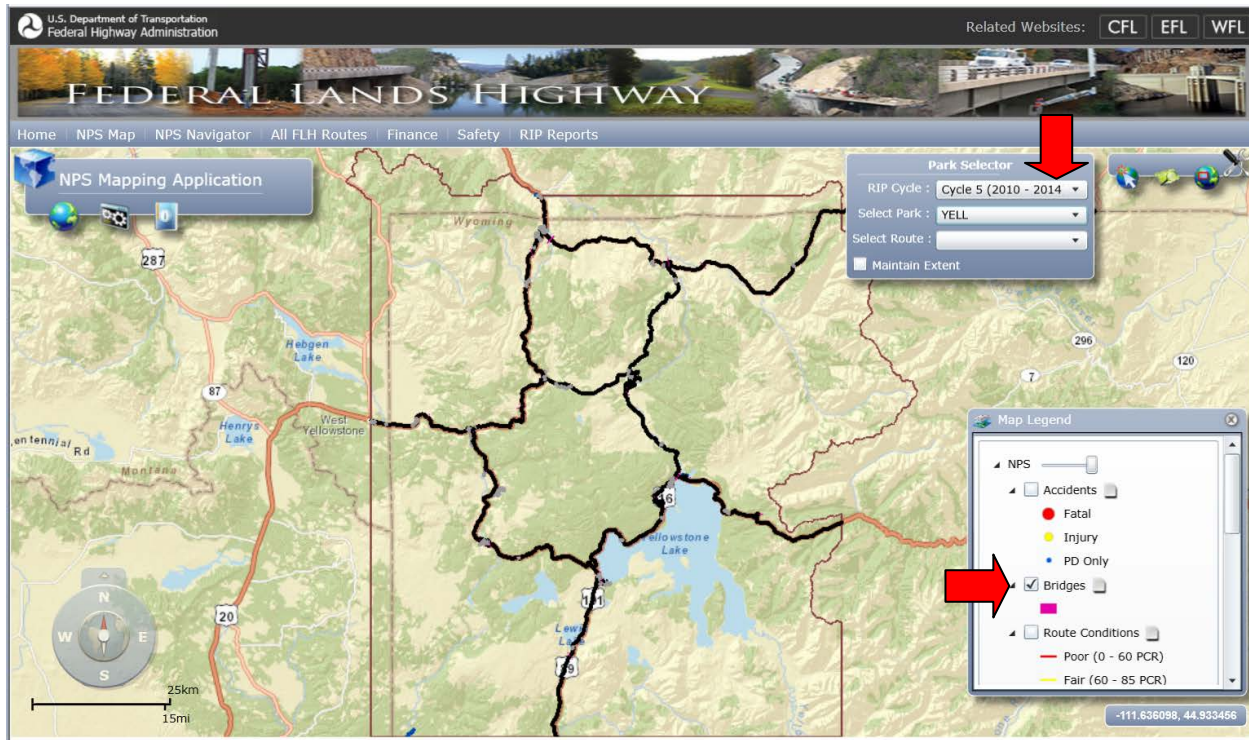 U.S. Department of Transportation
Federal Highway Administration
Related Websites: CFL EFL WFL
FEDERAL LANDS HIGHWAY
Home NPS Map NPS Navigator All FLH Routes Finance Safety RIP Reports
NPS Mapping Application
Park Selector
RIP Cycle : Cycle 5 (2010 - 2014
Select Park : YELL
Select Route :
Maintain Extent
Wyoming
287
Hebgen
Lake
296
120
7
87
Henrys
Lake
West
Yellowstone
entennial
Rd
Montana
Lake
20
Map Legend
NPS
Accidents
Fatal
Injury
PD Only
Bridges
Route Conditions
Poor (0 - 60 PCR)
Fair (60 - 85 PCR)
N
W E
S
25km
15mi
-111.636098, 44.933456